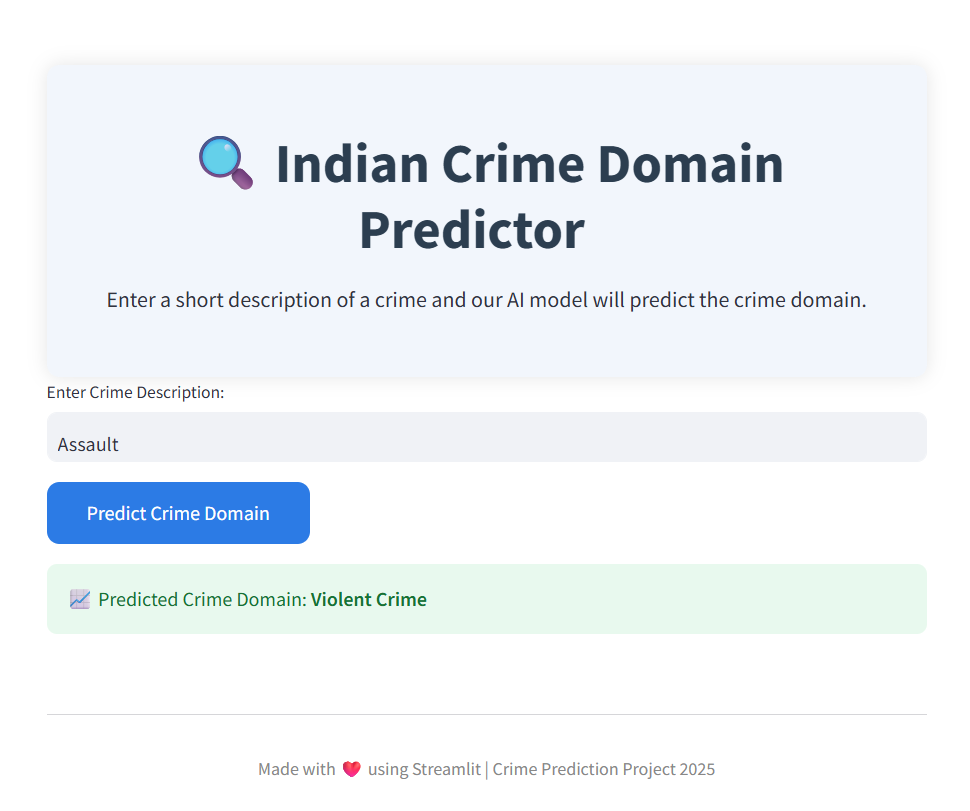 Indian Crime Domain
Predictor
Enter a short description of a crime and our AI model will predict the crime domain.
Enter Crime Description:
Assault
Predict Crime Domain
Predicted Crime Domain: Violent Crime
Made with ❤️ using Streamlit | Crime Prediction Project 2025